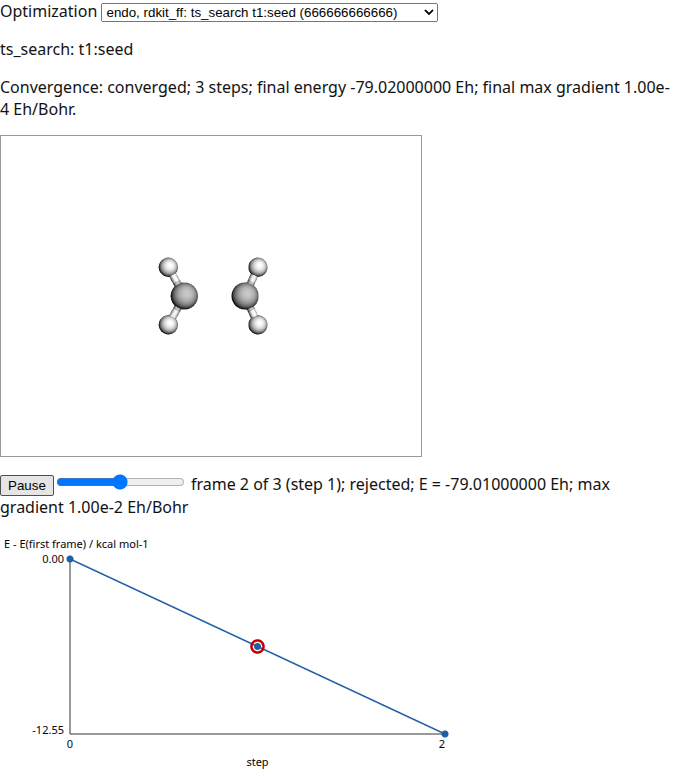 Optimization endo, rdkit_ff: ts_search t1:seed (666666666666)
ts_search: t1:seed
Convergence: converged; 3 steps; final energy -79.02000000 Eh; final max gradient 1.00e-
4 Eh/Bohr.
Pause frame 2 of 3 (step 1); rejected; E = -79.01000000 Eh; max
gradient 1.00e-2 Eh/Bohr
E - E(first frame) / kcal mol-1
0.00
-12.55
0 2
step